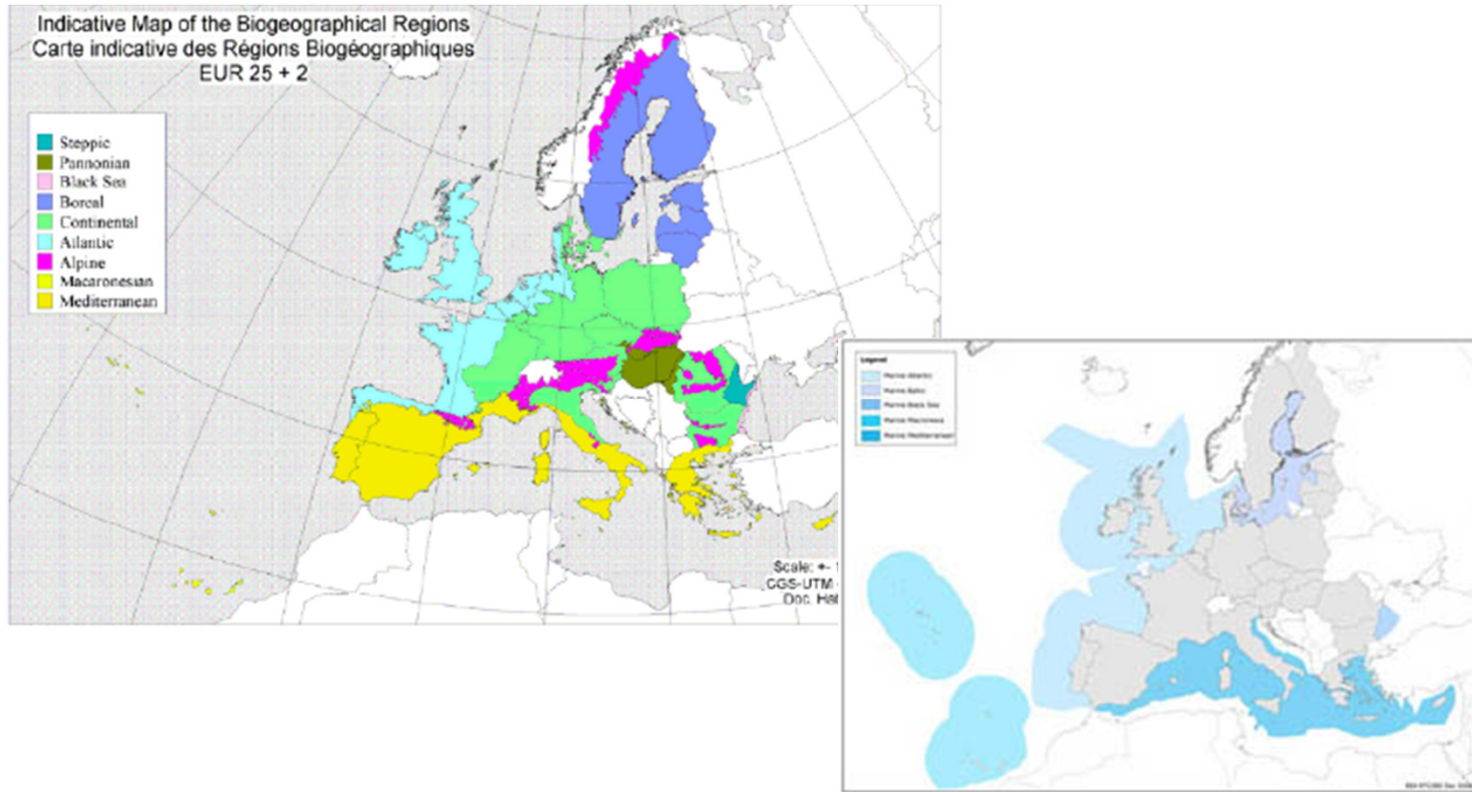 Indicative Map of the Biogeographical Regions
Carte indicative des Régions Biogéographiques
EUR 25 + 2
Steppic
Pannonian
Black Sea
Boreal
Continental
Atlantic
Alpine
Macaronesian
Mediterranean
Scale: +-
CGS-UTM
Doc. Hab
Legend
Marine Atlantic
Marine Baltic
Marine Black Sea
Marine Macaronesia
Marine Mediterranean